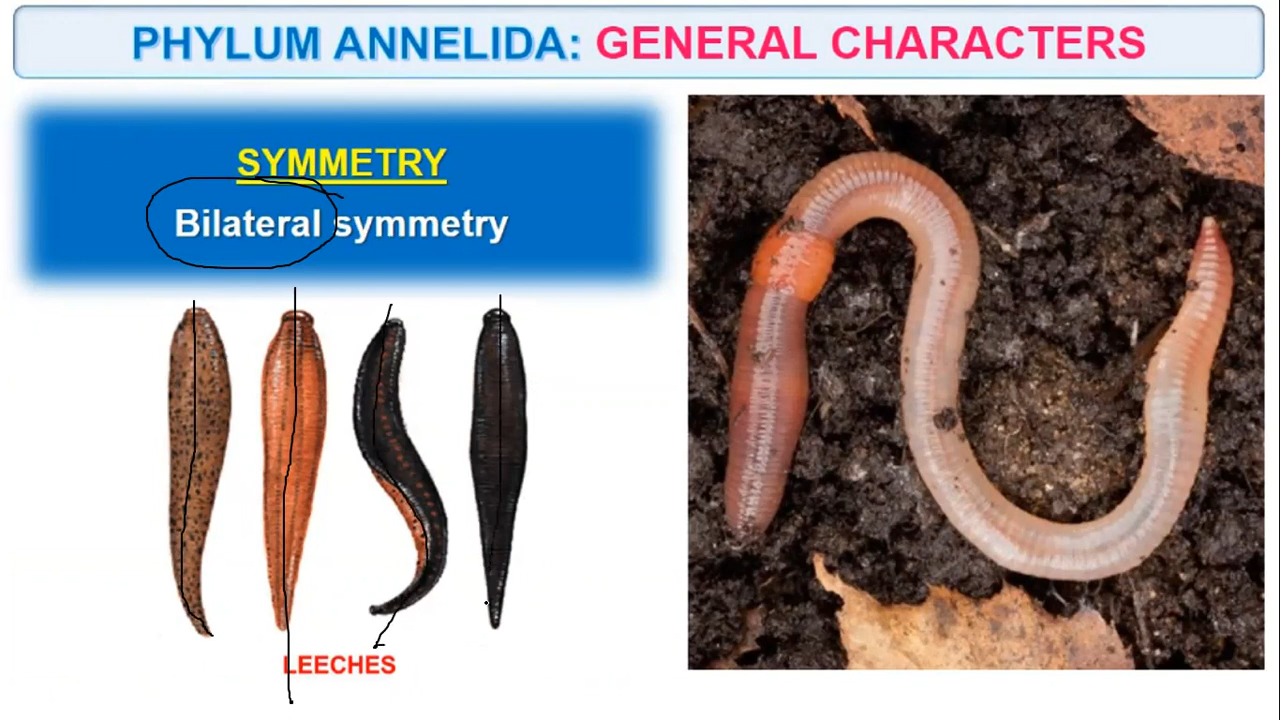 PHYLUM ANNELIDA: GENERAL CHARACTERS
SYMMETRY
Bilateral symmetry
LEECHES